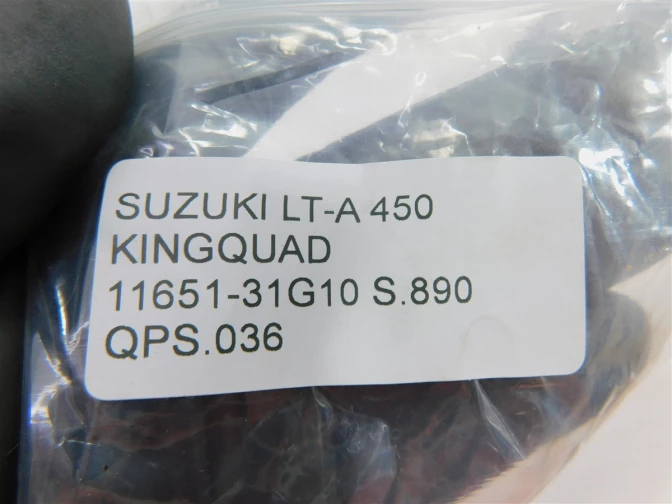 SUZUKI LT-A 450
KINGQUAD
11651-31G10 S.890
QPS.036